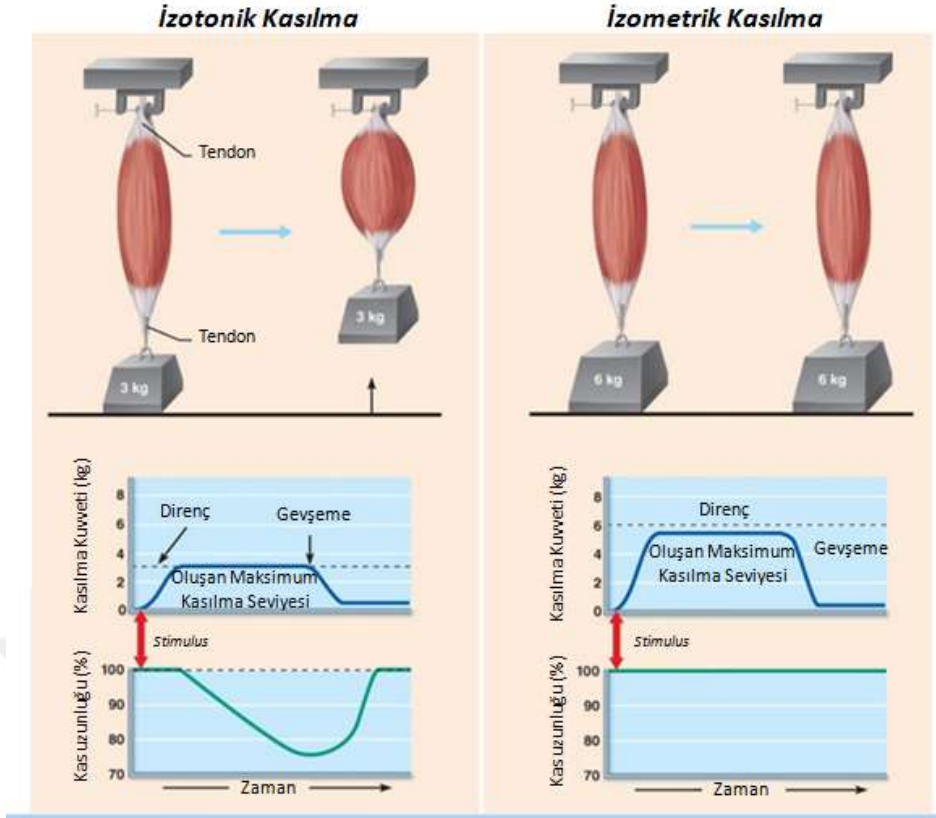 İzotonik Kasılma
Tendon
Tendon
3 kg
3 kg
Kasılma Kuvveti (kg)
8
6
4
2
0
Direnç
Gevşeme
Oluşan Maksimum
Kasılma Seviyesi
Stimulus
Kas uzunluğu (%)
100
90
80
70
Zaman
İzometrik Kasılma
6 kg
6 kg
Kasılma Kuvveti (kg)
8
6
4
2
0
Direnç
Oluşan Maksimum
Kasılma Seviyesi
Gevşeme
Stimulus
Kas uzunluğu (%)
100
90
80
70
Zaman